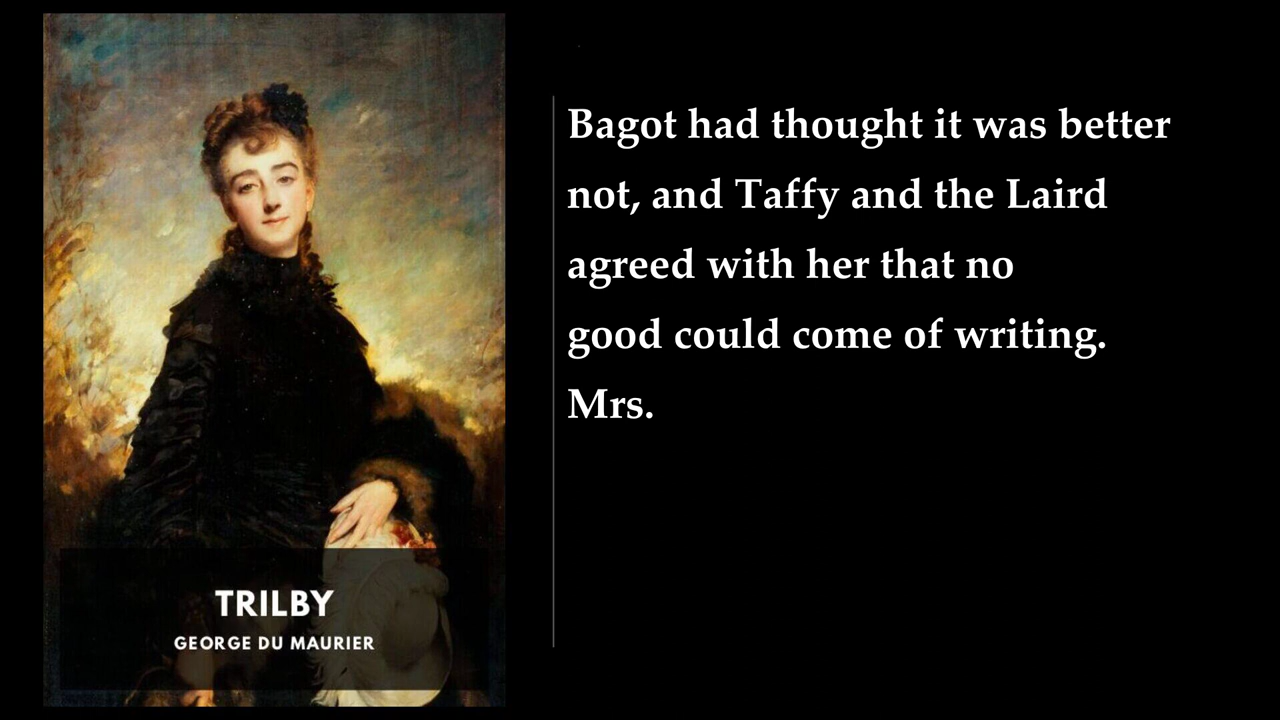 Bagot had thought it was better
not, and Taffy and the Laird
agreed with her that no
good could come of writing.
Mrs.
TRILBY
GEORGE DU MAURIER